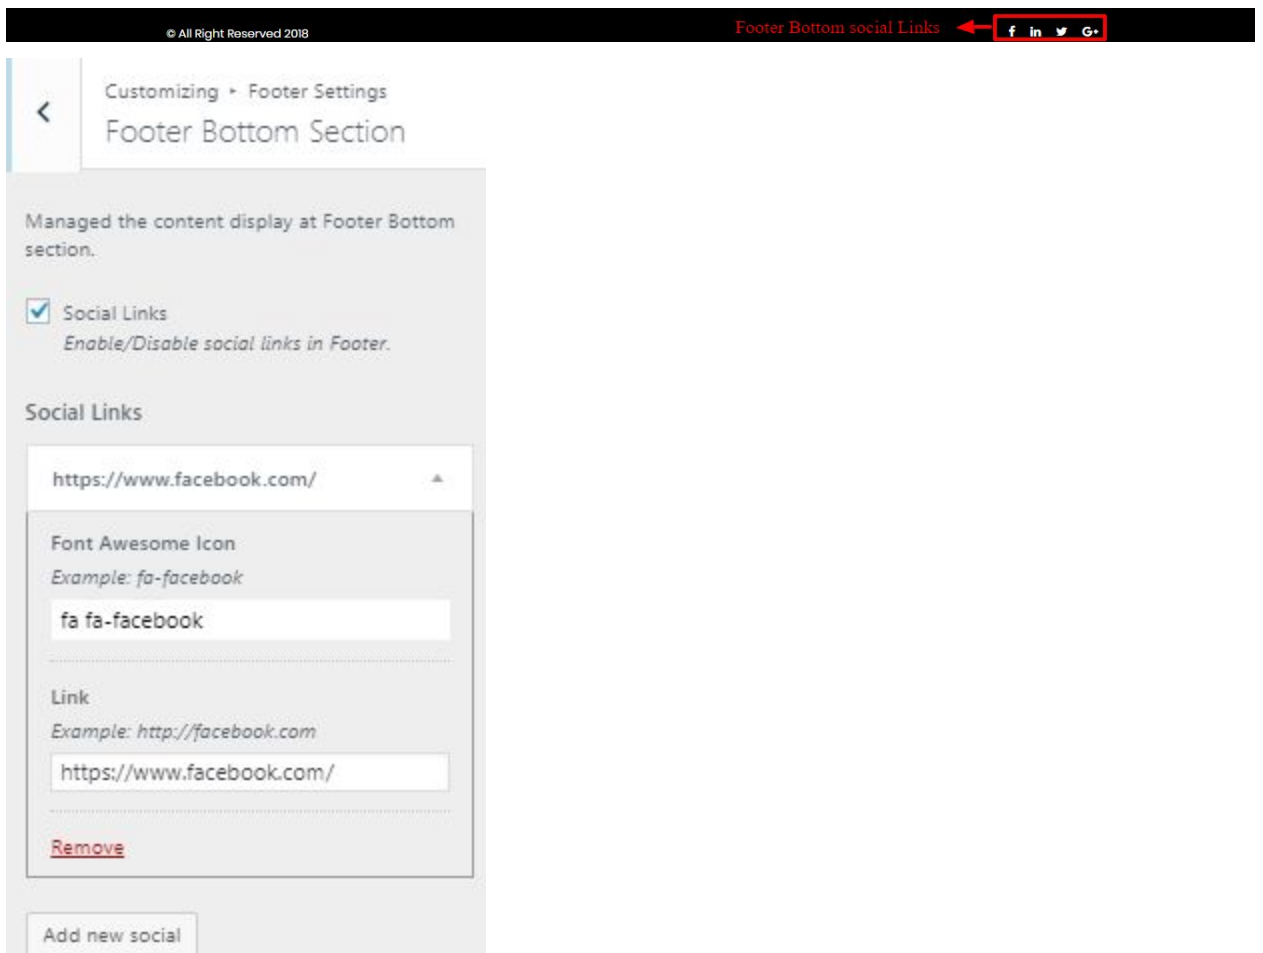 © All Right Reserved 2018
Footer Bottom social Links
f in G+
Customizing ▸ Footer Settings
Footer Bottom Section
Managed the content display at Footer Bottom
section.
Social Links
Enable/Disable social links in Footer.
Social Links
https://www.facebook.com/
Font Awesome Icon
Example: fa-facebook
fa fa-facebook
Link
Example: http://facebook.com
https://www.facebook.com/
Remove
Add new social